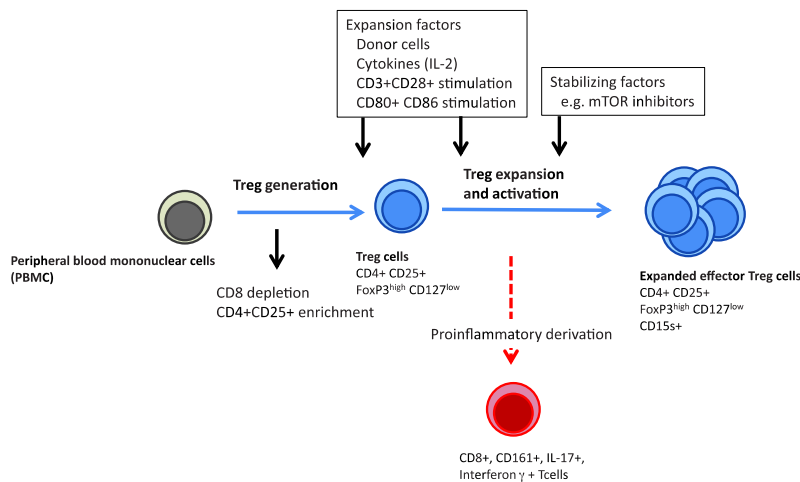 Expansion factors
Donor cells
Cytokines (IL-2)
CD3+CD28+ stimulation
CD80+ CD86 stimulation
Stabilizing factors
e.g. mTOR inhibitors
Treg generation
Treg expansion
and activation
Peripheral blood mononuclear cells
(PBMC)
CD8 depletion
CD4+CD25+ enrichment
Treg cells
CD4+ CD25+
FoxP3high CD127low
Expanded effector Treg cells
CD4+ CD25+
FoxP3high CD127low
CD15s+
Proinflammatory derivation
CD8+, CD161+, IL-17+,
Interferon γ + Tcells